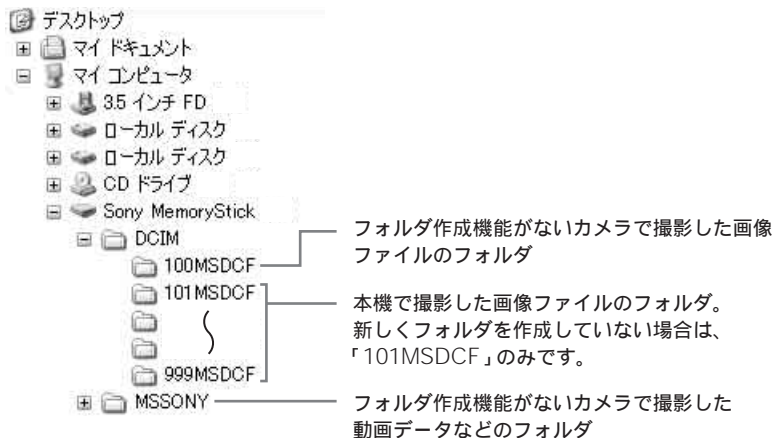 デスクトップ
マイ ドキュメント
マイ コンピュータ
3.5 インチ FD
ローカル ディスク
ローカル ディスク
CD ドライブ
Sony MemoryStick
DCIM
100MSDCF
101MSDCF
999MSDCF
MSSONY
フォルダ作成機能がないカメラで撮影した画像
ファイルのフォルダ
本機で撮影した画像ファイルのフォルダ。
新しくフォルダを作成していない場合は、
「101MSDCF」のみです。
フォルダ作成機能がないカメラで撮影した
動画データなどのフォルダ